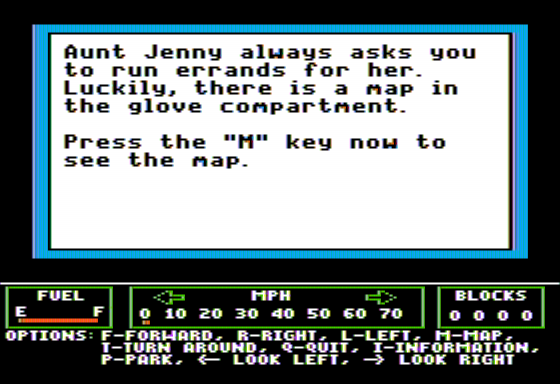 Aunt Jenny always asks you
to run errands for her.
Luckily, there is a map in
the glove compartment.
Press the "M" key now to
see the map.
FUEL
E F
MPH
0 10 20 30 40 50 60 70
BLOCKS
0 0 0 0
OPTIONS: F-FORWARD, R-RIGHT, L-LEFT, M-MAP,
T-TURN AROUND, Q-QUIT, I-INFORMATION,
P-PARK, ← LOOK LEFT, → LOOK RIGHT